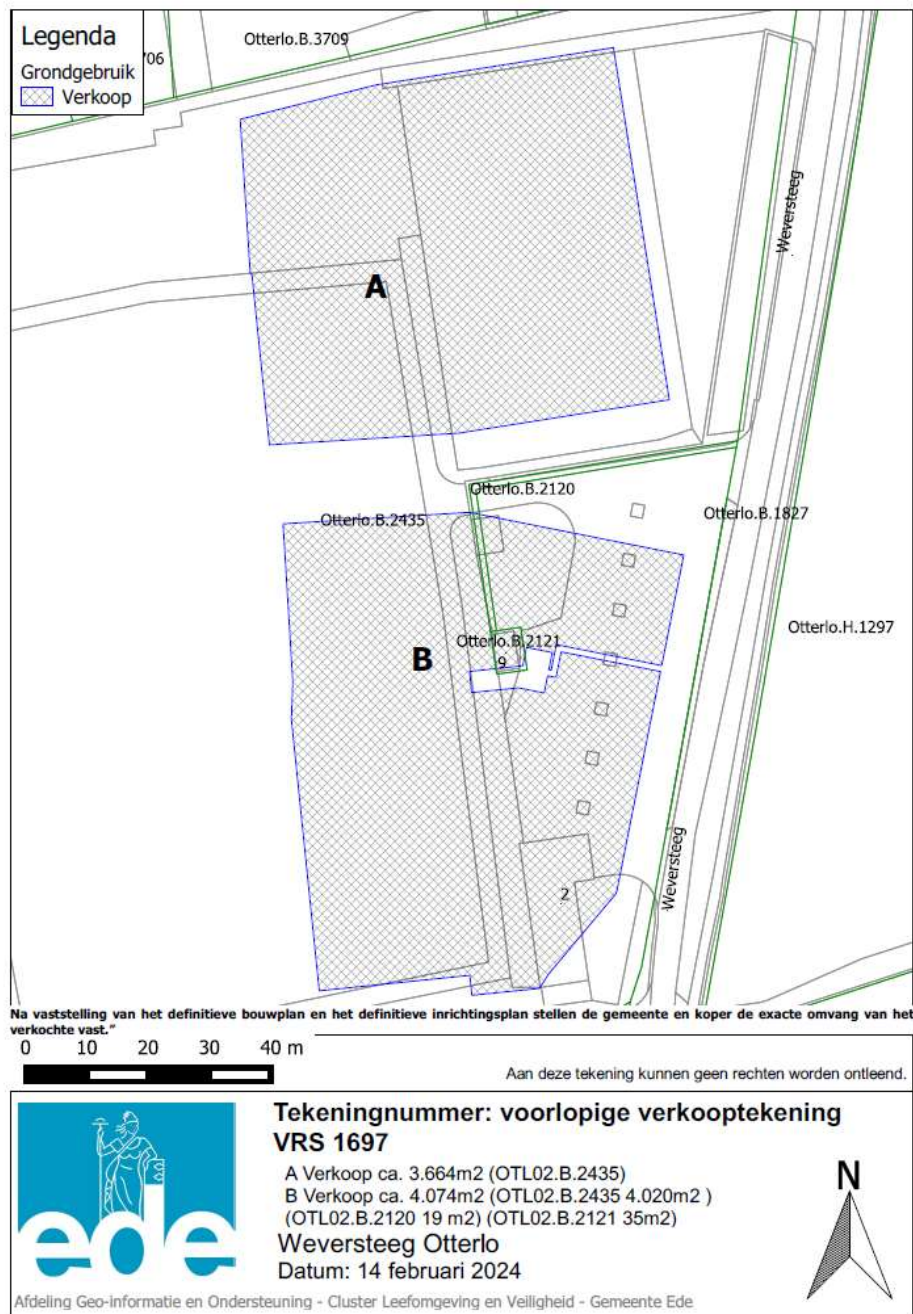 Legenda
Grondgebruik
Verkoop
706
Otterlo.B.3709
Weversteeg
A
Otterlo.B.2120
Otterlo.B.2435
Otterlo.B.1827
Otterlo.H.1297
Otterlo.B.2121
9
B
Weversteeg
2
Na vaststelling van het definitieve bouwplan en het definitieve inrichtingsplan stellen de gemeente en koper de exacte omvang van het
verkochte vast."
0 10 20 30 40 m
Aan deze tekening kunnen geen rechten worden ontleend.
ede
Tekeningnummer: voorlopige verkooptekening
VRS 1697
A Verkoop ca. 3.664m2 (OTL02.B.2435)
B Verkoop ca. 4.074m2 (OTL02.B.2435 4.020m2 )
(OTL02.B.2120 19 m2) (OTL02.B.2121 35m2)
Weversteeg Otterlo
Datum: 14 februari 2024
N
Afdeling Geo-informatie en Ondersteuning - Cluster Leefomgeving en Veiligheid - Gemeente Ede